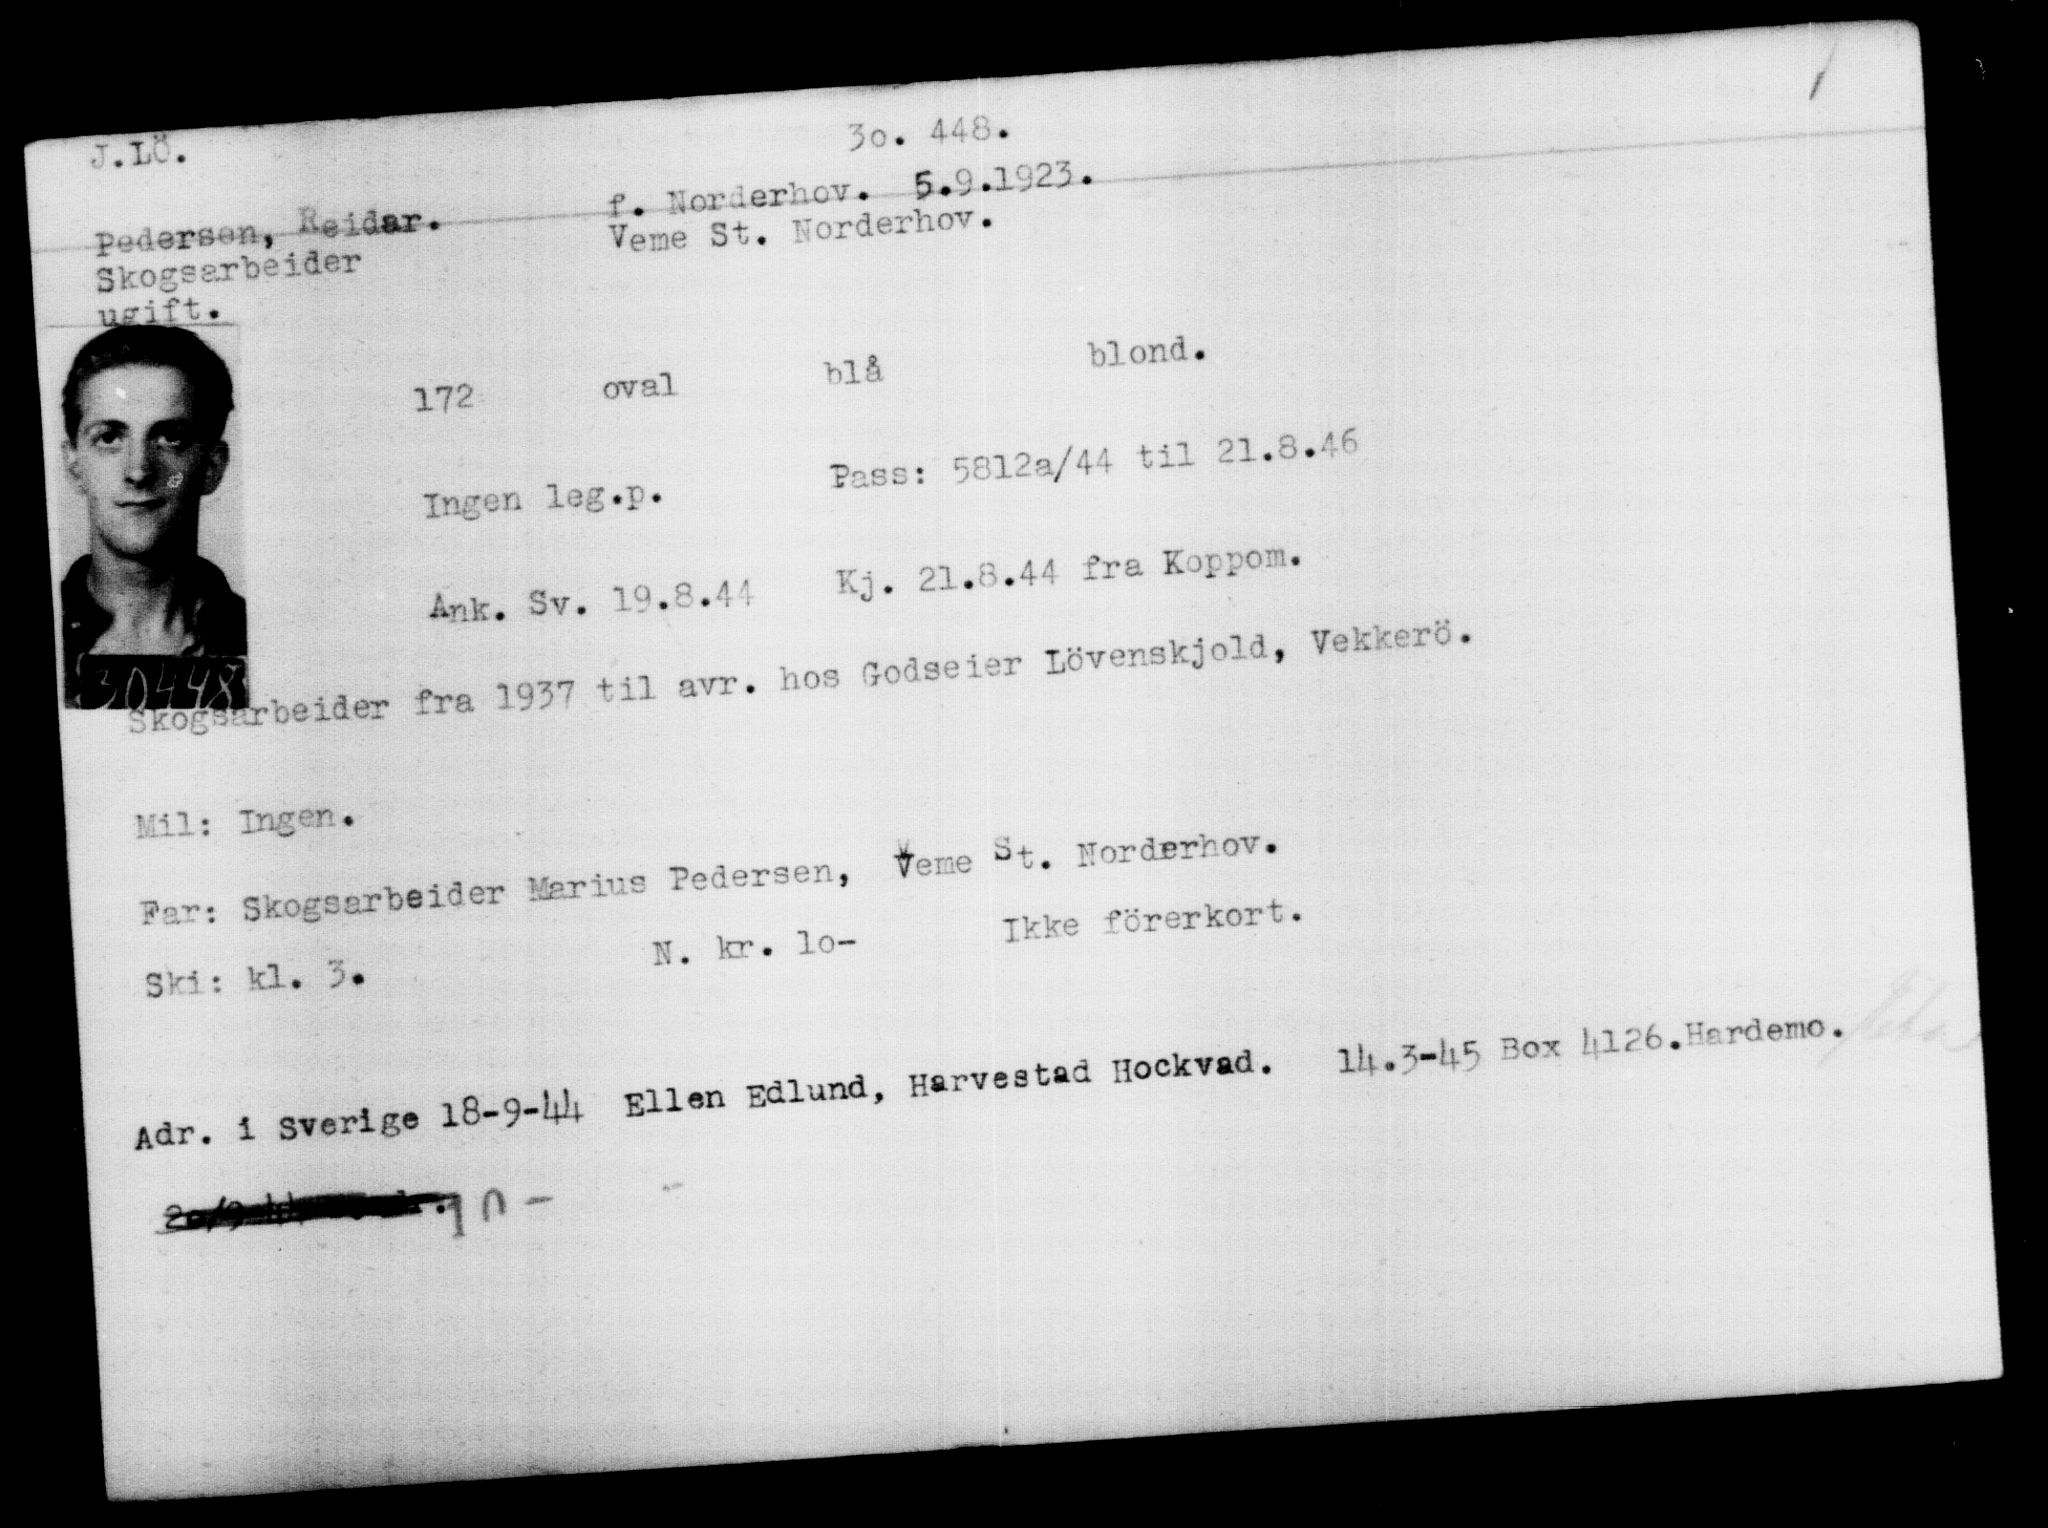 J.LÖ.
3o. 448.
Pedersen, Reidar. f. Norderhov. 5.9.1923.
Skogsarbeider Veme St. Norderhov.
ugift.
172 oval blå blond.
Ingen leg.p. Pass: 5812a/44 til 21.8.46
Ank. Sv. 19.8.44 Kj. 21.8.44 fra Koppom.
30448
Skogsarbeider fra 1937 til avr. hos Godseier Lövenskjold, Vekkerö.
Mil: Ingen.
Far: Skogsarbeider Marius Pedersen, Veme St. Norderhov.
Ski: kl. 3. N. kr. lo- Ikke förerkort.
Adr. i Sverige 18-9-44 Ellen Edlund, Harvestad Hockvad. 14.3-45 Box 4126.Hardemo.